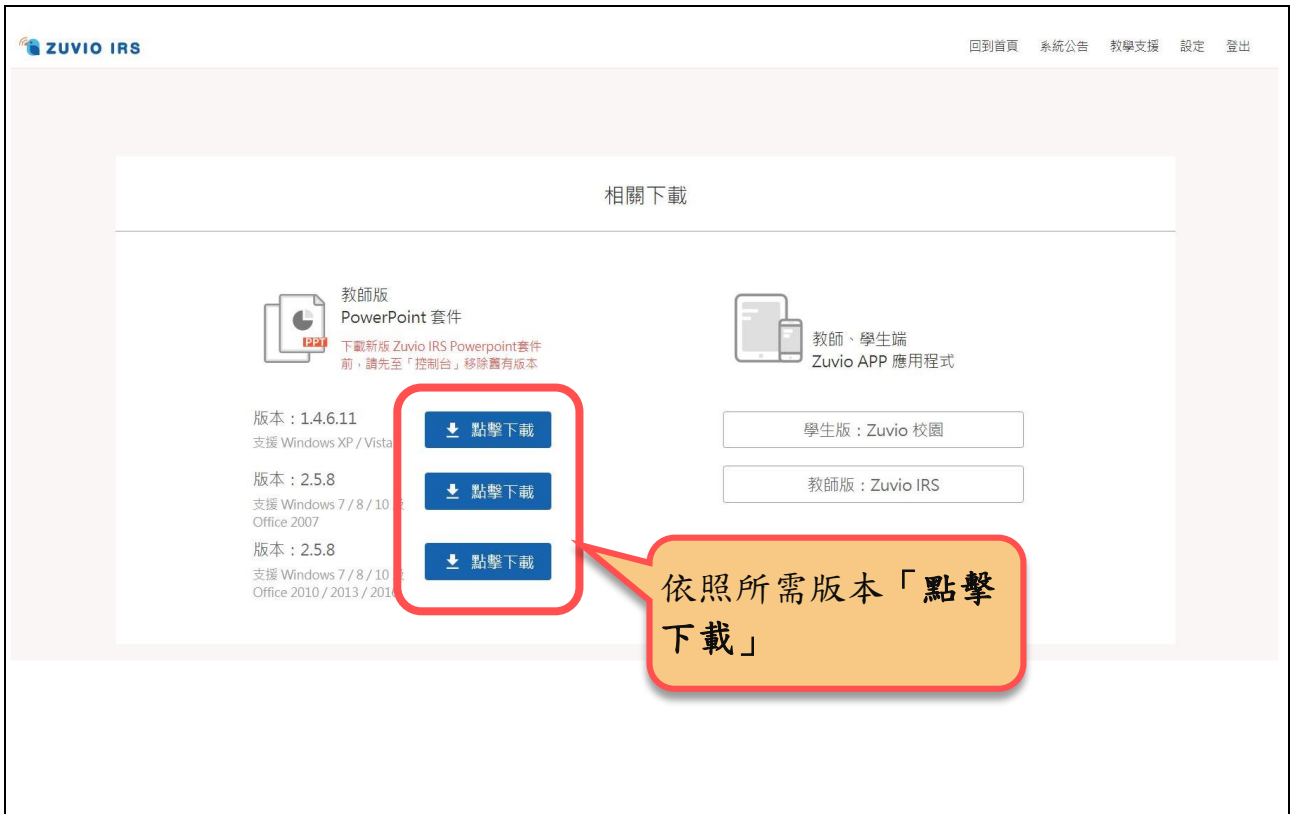 ZUVIO IRS
回到首頁 系統公告 教學支援 設定 登出
相關下載
教師版
PowerPoint 套件
PPT
下載新版 Zuvio IRS Powerpoint套件
前，請先至「控制台」移除舊有版本
版本：1.4.6.11
支援 Windows XP / Vista
點擊下載
版本：2.5.8
支援 Windows 7 / 8 / 10
Office 2007
點擊下載
版本：2.5.8
支援 Windows 7 / 8 / 10
Office 2010 / 2013 / 2016
點擊下載
教師、學生端
Zuvio APP 應用程式
學生版：Zuvio 校園
教師版：Zuvio IRS
依照所需版本「點擊
下載」